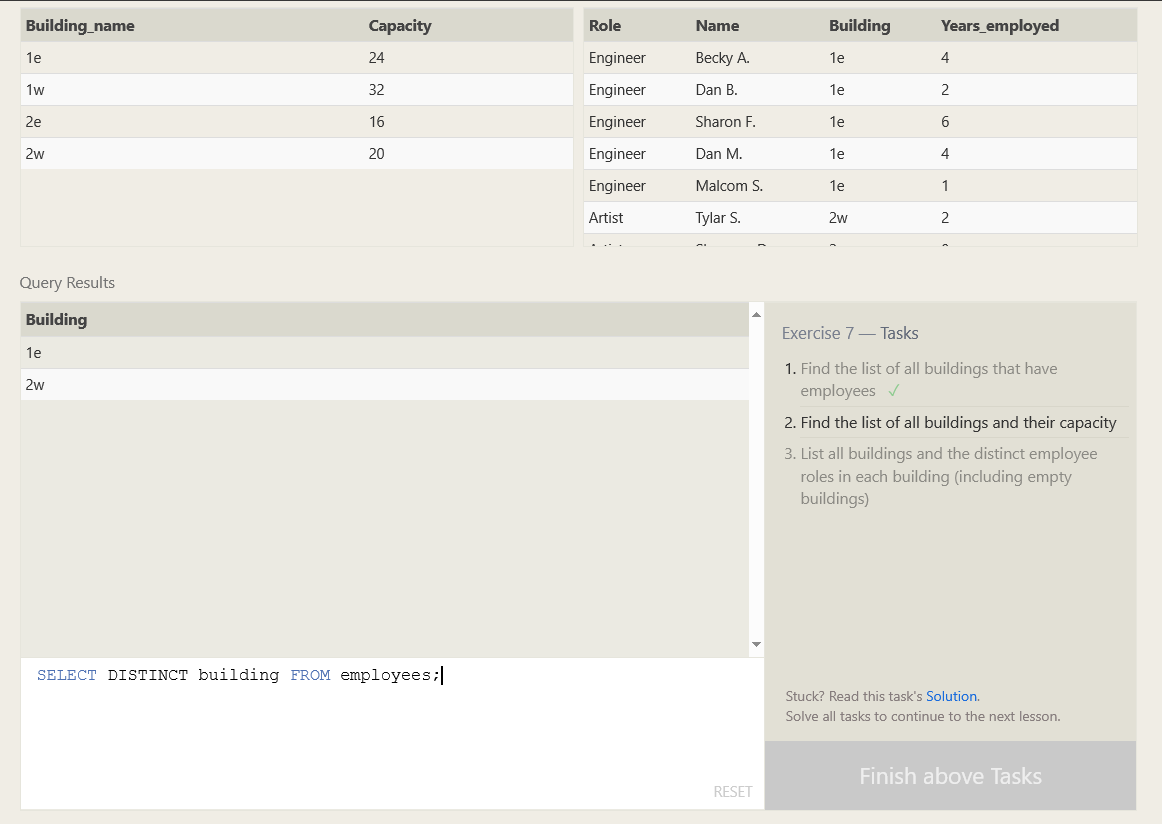 Building_name Capacity
1e 24
1w 32
2e 16
2w 20
Role Name Building Years_employed
Engineer Becky A. 1e 4
Engineer Dan B. 1e 2
Engineer Sharon F. 1e 6
Engineer Dan M. 1e 4
Engineer Malcom S. 1e 1
Artist Tylar S. 2w 2
Query Results
Building
1e
2w
SELECT DISTINCT building FROM employees;
RESET
Exercise 7 — Tasks
1. Find the list of all buildings that have
employees ✓
2. Find the list of all buildings and their capacity
3. List all buildings and the distinct employee
roles in each building (including empty
buildings)
Stuck? Read this task's Solution.
Solve all tasks to continue to the next lesson.
Finish above Tasks